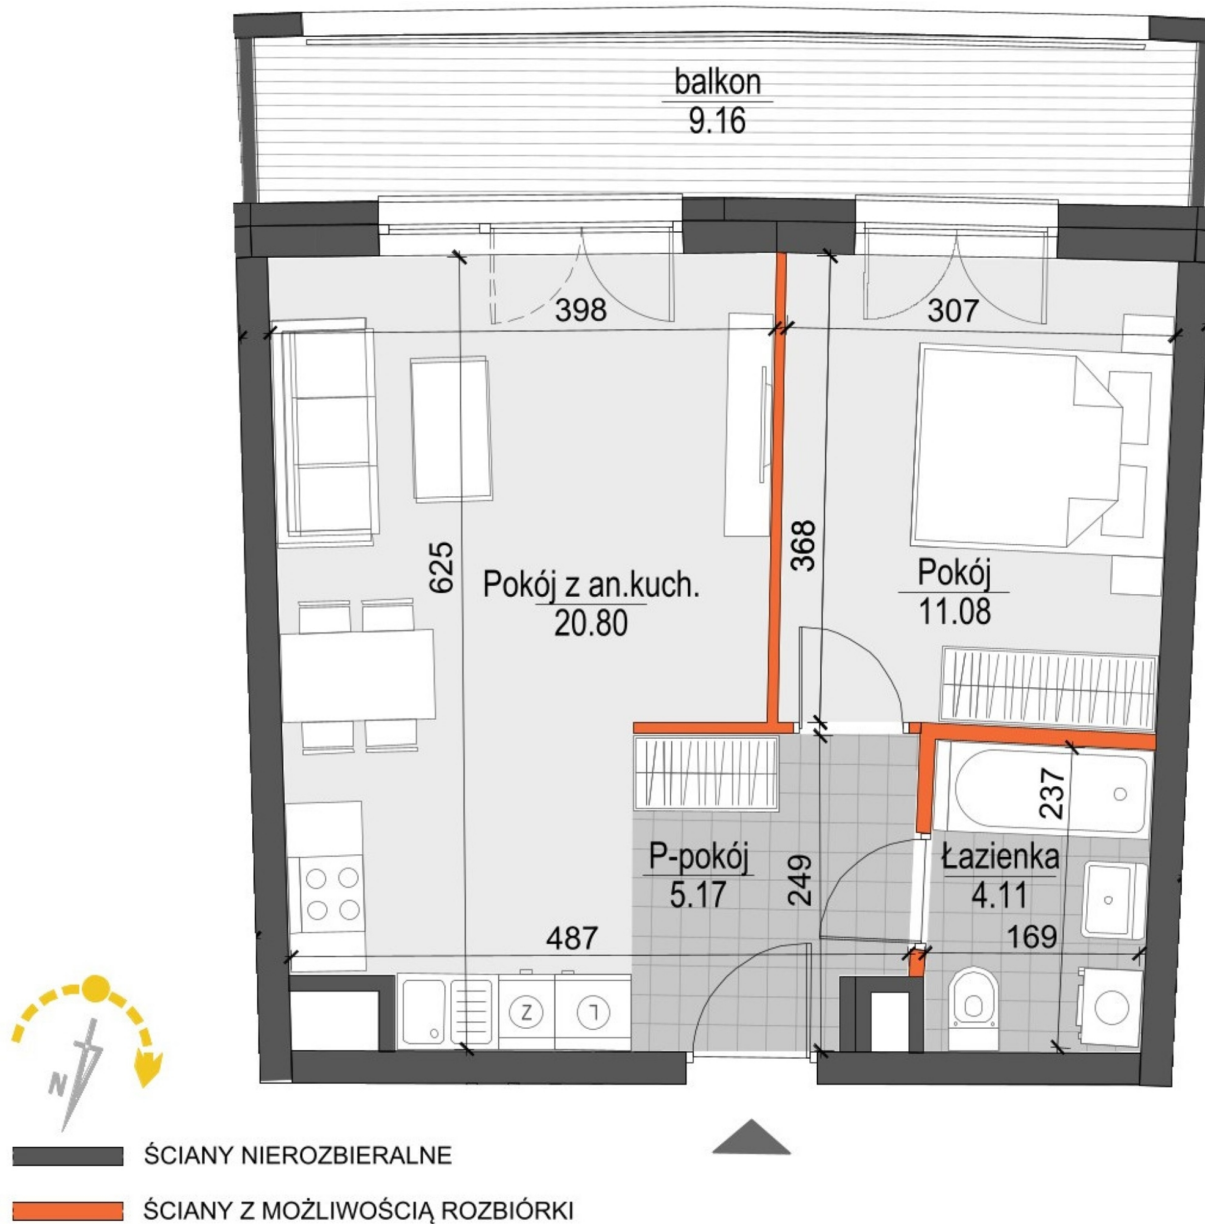 balkon
9.16
398
307
625
368
Pokój z an.kuch.
20.80
Pokój
11.08
237
P-pokój
5.17
249
Łazienka
4.11
487
169
Z
L
N
ŚCIANY NIEROZBIERALNE
ŚCIANY Z MOŻLIWOŚCIĄ ROZBIÓRKI